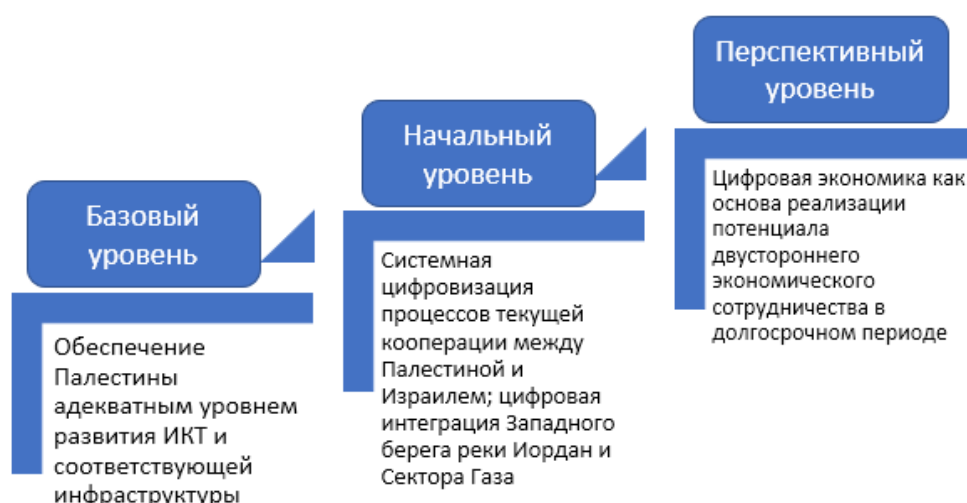 Базовый
уровень
Обеспечение
Палестины
адекватным уровнем
развития ИКТ и
соответствующей
инфраструктуры
Начальный
уровень
Системная
цифровизация
процессов текущей
кооперации между
Палестиной и
Израилем; цифровая
интеграция Западного
берега реки Иордан и
Сектора Газа
Перспективный
уровень
Цифровая экономика как
основа реализации
потенциала
двустороннего
экономического
сотрудничества в
долгосрочном периоде